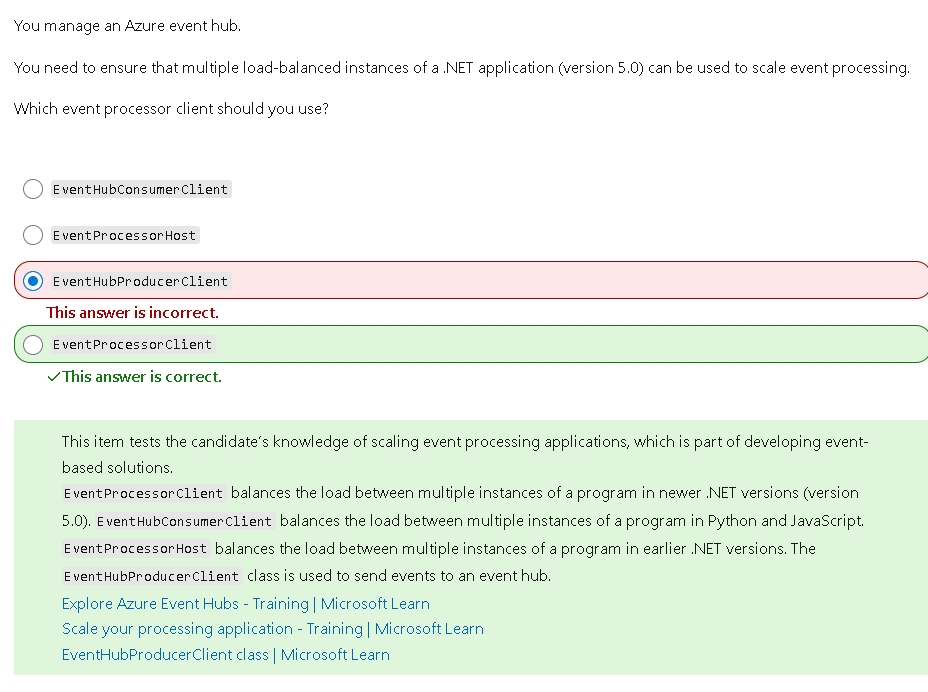 You manage an Azure event hub.
You need to ensure that multiple load-balanced instances of a .NET application (version 5.0) can be used to scale event processing.
Which event processor client should you use?
EventHubConsumerClient
EventProcessorHost
EventHubProducerClient
This answer is incorrect.
EventProcessorClient
✓This answer is correct.
This item tests the candidate’s knowledge of scaling event processing applications, which is part of developing event-
based solutions.
EventProcessorClient balances the load between multiple instances of a program in newer .NET versions (version
5.0). EventHubConsumerClient balances the load between multiple instances of a program in Python and JavaScript.
EventProcessorHost balances the load between multiple instances of a program in earlier .NET versions. The
EventHubProducerClient class is used to send events to an event hub.
Explore Azure Event Hubs - Training | Microsoft Learn
Scale your processing application - Training | Microsoft Learn
EventHubProducerClient class | Microsoft Learn